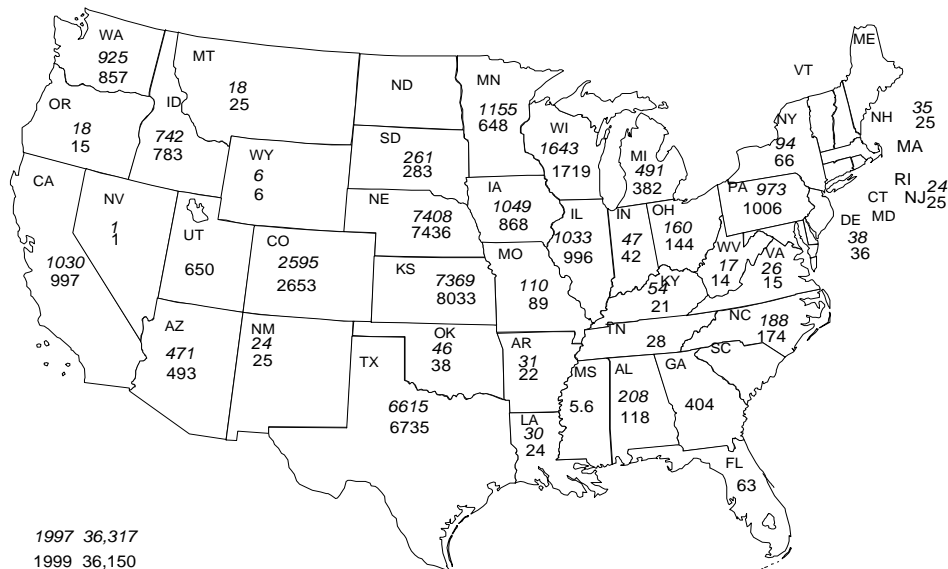 WA
925
857
MT
18
25
ND
MN
1155
648
ME
VT
NH
35
25
MA
OR
18
15
ID
742
783
SD
261
283
WI
1643
1719
MI
491
382
NY
94
66
WY
6
6
RI
CT
NJ
24
25
MD
CA
1030
997
NV
1
1
UT
650
NE
7408
7436
IA
1049
868
PA 973
1006
DE
38
36
CO
2595
2653
KS
7369
8033
MO
110
89
IL
1033
996
IN
47
42
OH
160
144
WV
17
14
VA
26
15
KY
54
21
AZ
471
493
NM
24
25
OK
46
38
TX
6615
6735
AR
31
22
TN
28
NC 188
174
SC
MS
5.6
AL
208
118
GA
404
LA
30
24
FL
63
1997 36,317
1999 36,150